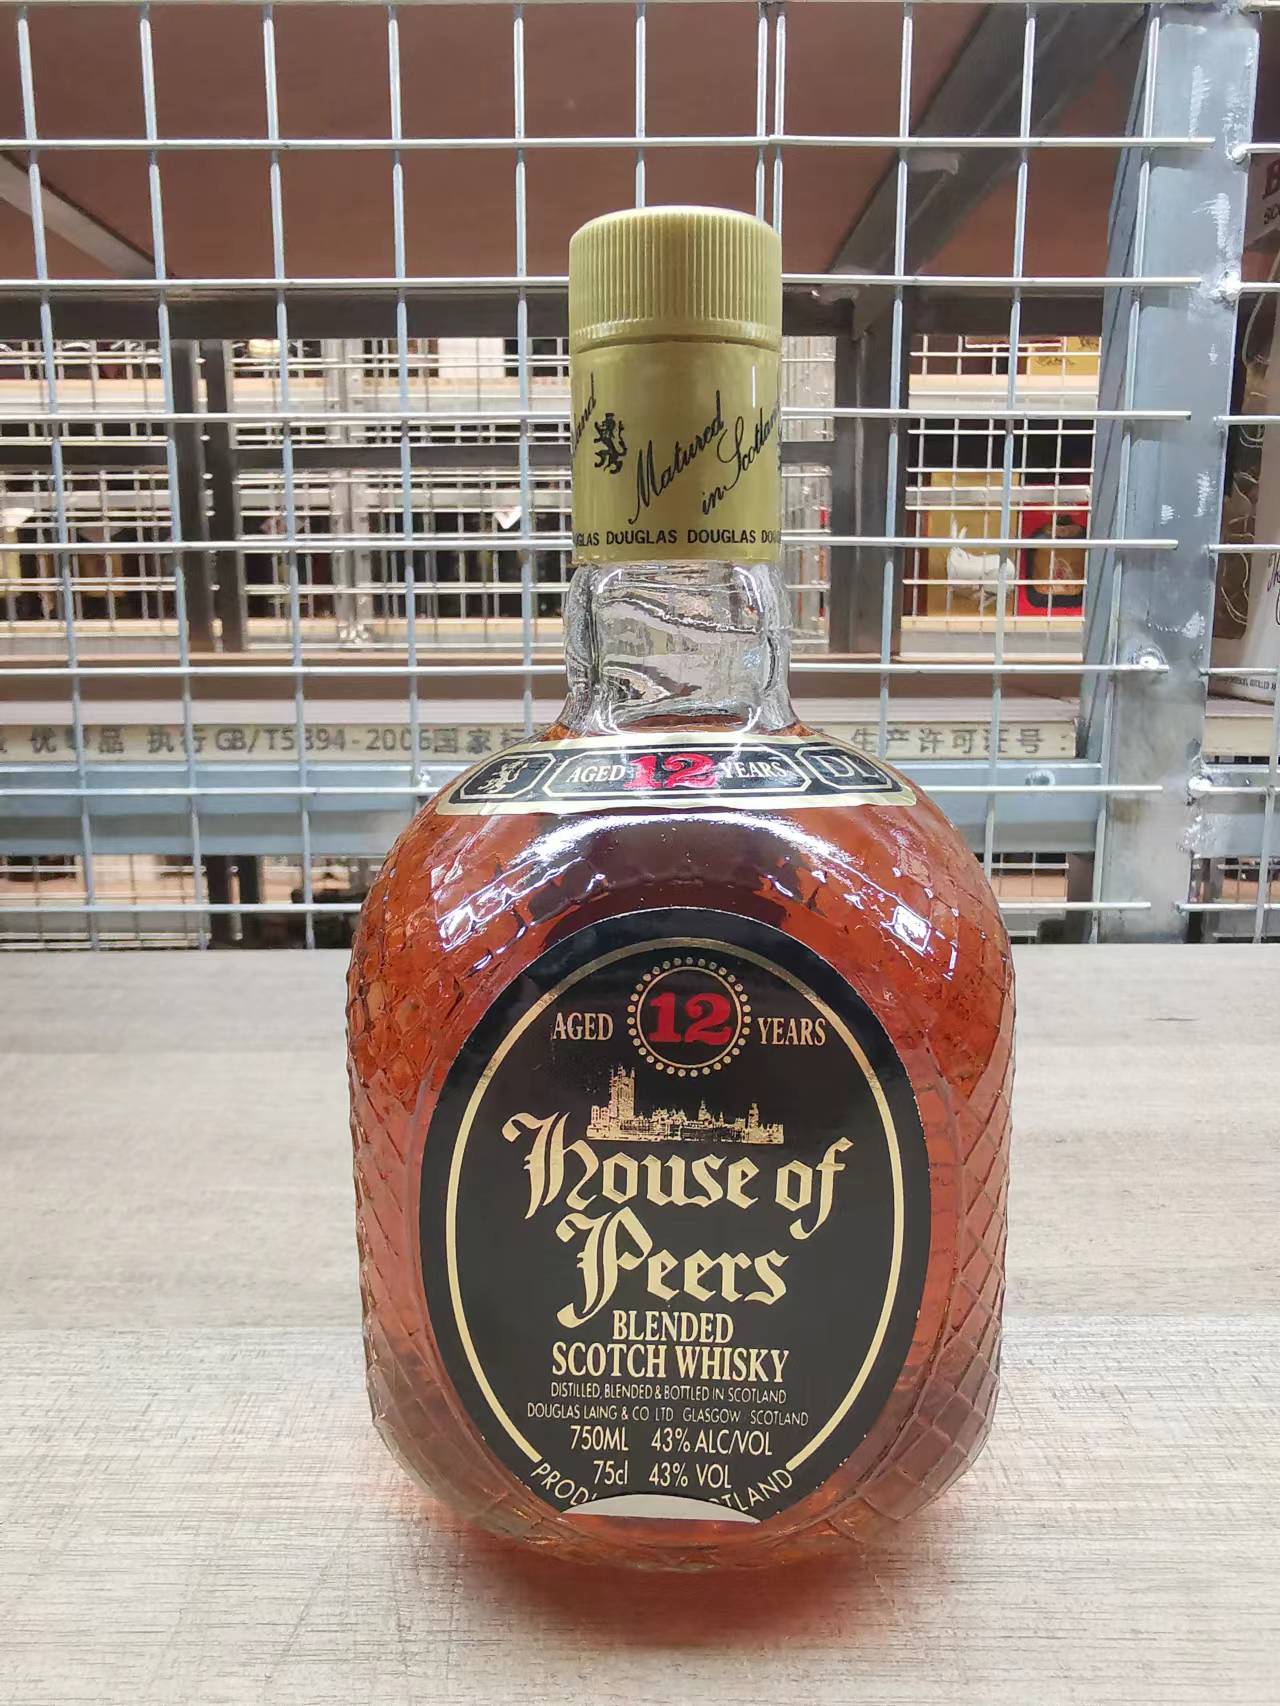 Matured
in Scotland
DOUGLAS DOUGLAS
优等品 执行GB/T5394-2006国家标
生产许可证号：
AGED 12 YEARS DL
AGED 12 YEARS
House of
Peers
BLENDED
SCOTCH WHISKY
DISTILLED, BLENDED & BOTTLED IN SCOTLAND
DOUGLAS LAING & CO LTD GLASGOW SCOTLAND
750ML 43% ALC/VOL
75cl 43% VOL